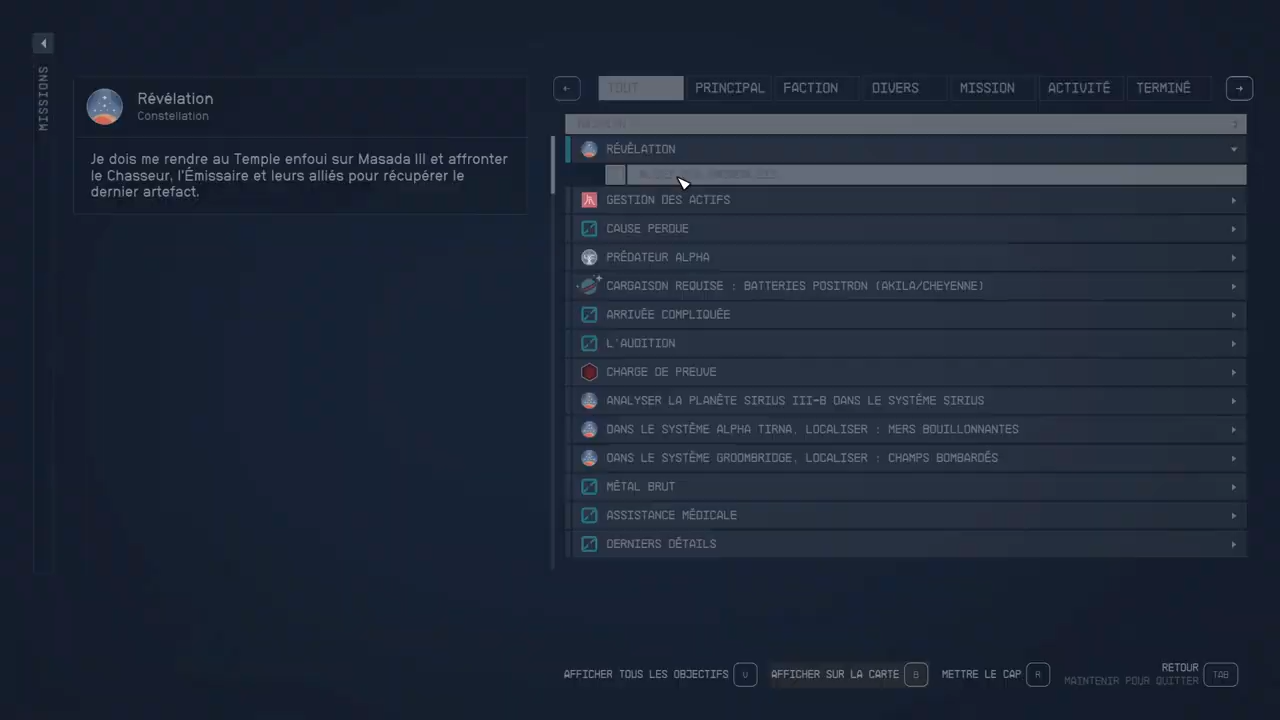 MISSIONS
Révélation
Constellation
Je dois me rendre au Temple enfoui sur Masada III et affronter
le Chasseur, l'Émissaire et leurs alliés pour récupérer le
dernier artefact.
TOUT
PRINCIPAL
FACTION
DIVERS
MISSION
ACTIVITÉ
TERMINÉ
RÉVÉLATION
GESTION DES ACTIFS
CAUSE PERDUE
PRÉDATEUR ALPHA
CARGAISON REQUISE : BATTERIES POSITRON (AKILA/CHEYENNE)
ARRIVÉE COMPLIQUÉE
L'AUDITION
CHARGE DE PREUVE
ANALYSER LA PLANÈTE SIRIUS III-B DANS LE SYSTÈME SIRIUS
DANS LE SYSTÈME ALPHA TIRNA, LOCALISER : MERS BOUILLONNANTES
DANS LE SYSTÈME GROOMBRIDGE, LOCALISER : CHAMPS BOMBARDÉS
MÉTAL BRUT
ASSISTANCE MÉDICALE
DERNIERS DÉTAILS
AFFICHER TOUS LES OBJECTIFS V
AFFICHER SUR LA CARTE B
METTRE LE CAP R
RETOUR
MAINTENIR POUR QUITTER TAB